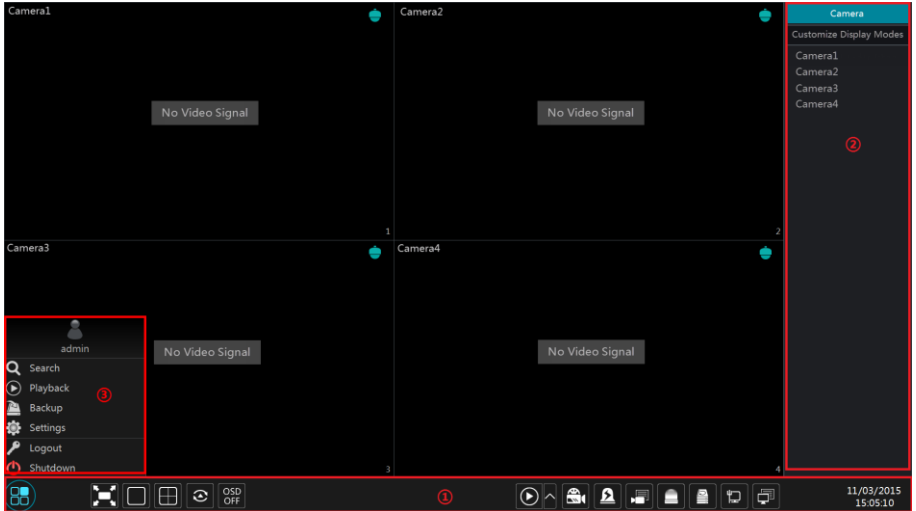 Camera1
Camera2
Camera
Customize Display Modes
Camera1
Camera2
Camera3
Camera4
②
No Video Signal
No Video Signal
1
2
Camera3
Camera4
admin
No Video Signal
No Video Signal
Search
Playback
③
Backup
Settings
Logout
Shutdown
3
4
OSD
OFF
①
11/03/2015
15:05:10